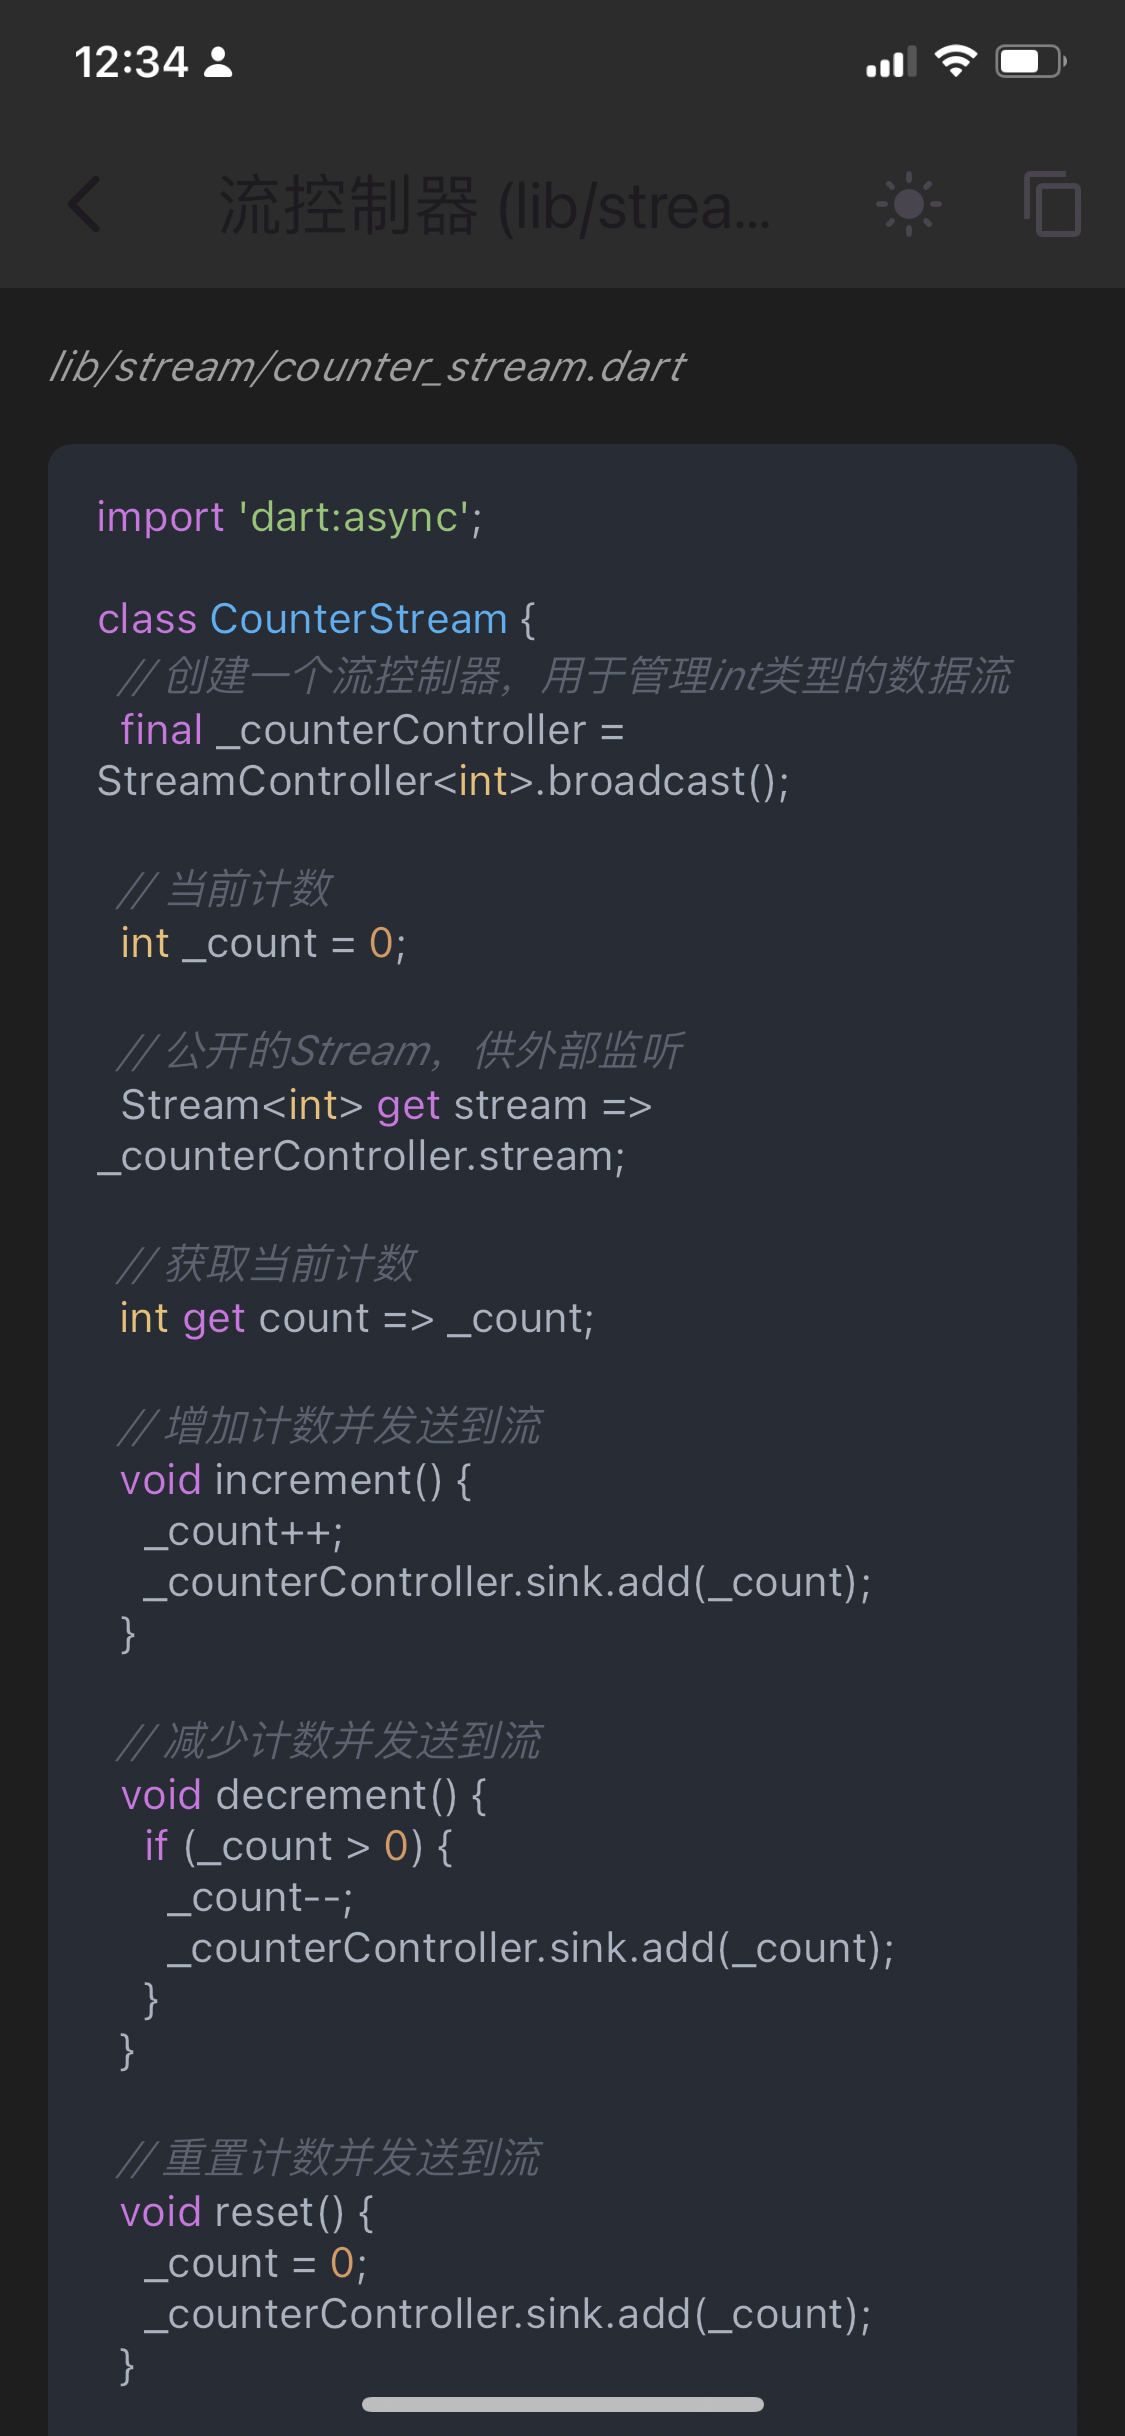 12:34
流控制器 (lib/strea...
lib/stream/counter_stream.dart
import 'dart:async';
class CounterStream {
// 创建一个流控制器，用于管理int类型的数据流
final _counterController =
StreamController<int>.broadcast();
// 当前计数
int _count = 0;
// 公开的Stream，供外部监听
Stream<int> get stream =>
_counterController.stream;
// 获取当前计数
int get count => _count;
// 增加计数并发送到流
void increment() {
_count++;
_counterController.sink.add(_count);
}
// 减少计数并发送到流
void decrement() {
if (_count > 0) {
_count--;
_counterController.sink.add(_count);
}
}
// 重置计数并发送到流
void reset() {
_count = 0;
_counterController.sink.add(_count);
}